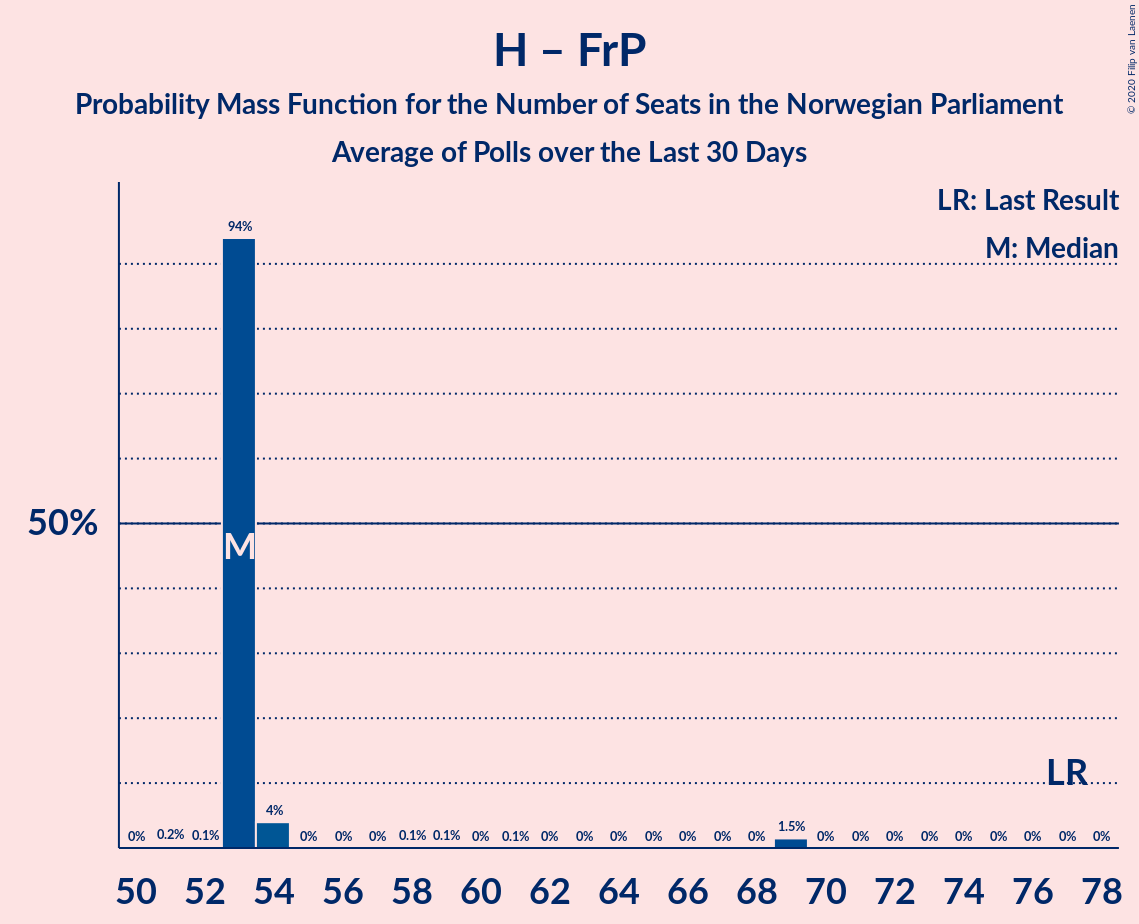 H – FrP
Probability Mass Function for the Number of Seats in the Norwegian Parliament
Average of Polls over the Last 30 Days
© 2020 Filip van Laenen
LR: Last Result
M: Median
50%
94%
M
4%
1.5%
LR
0% 0.2% 0.1% 0% 0% 0% 0.1% 0.1% 0% 0.1% 0% 0% 0% 0% 0% 0% 0% 0% 0% 0% 0% 0% 0% 0% 0% 0%
50 52 54 56 58 60 62 64 66 68 70 72 74 76 78